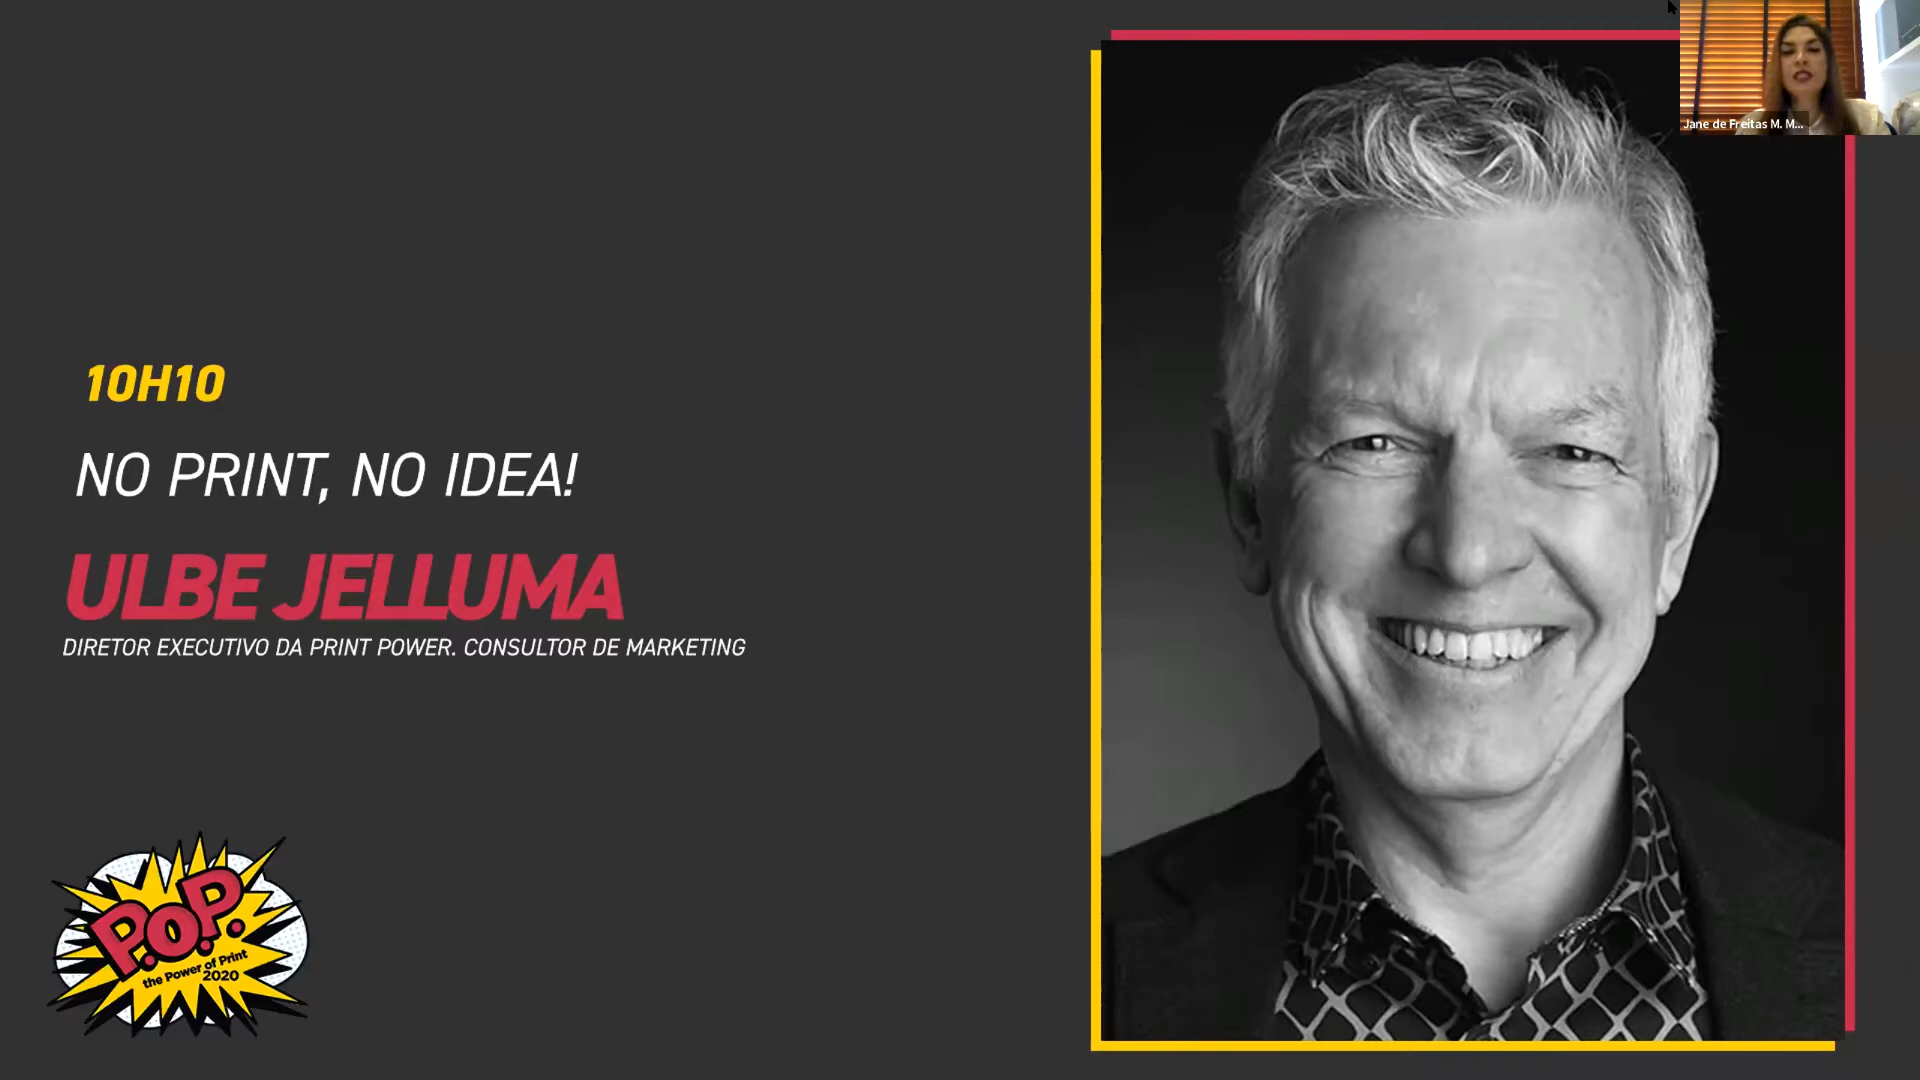 Jane de Freitas M. M...
10H10
NO PRINT, NO IDEA!
ULBE JELLUMA
DIRETOR EXECUTIVO DA PRINT POWER. CONSULTOR DE MARKETING
P.O.P.
the Power of Print
2020